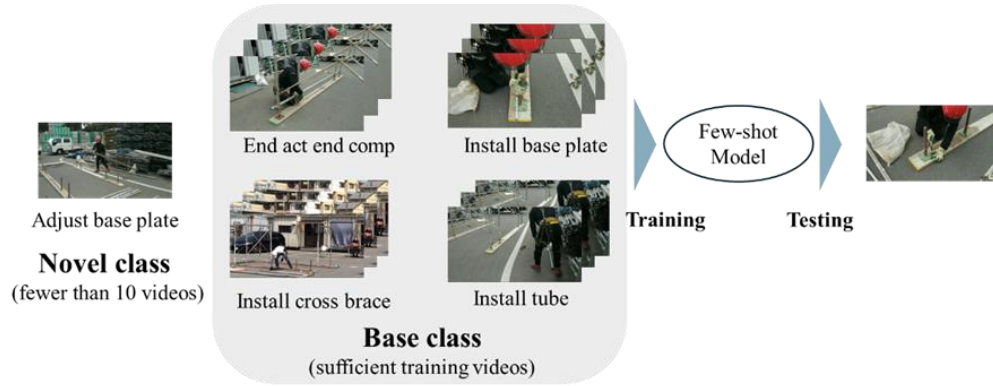 Adjust base plate
Novel class
(fewer than 10 videos)
End act end comp
Install base plate
Install cross brace
Install tube
Base class
(sufficient training videos)
Training
Few-shot
Model
Testing